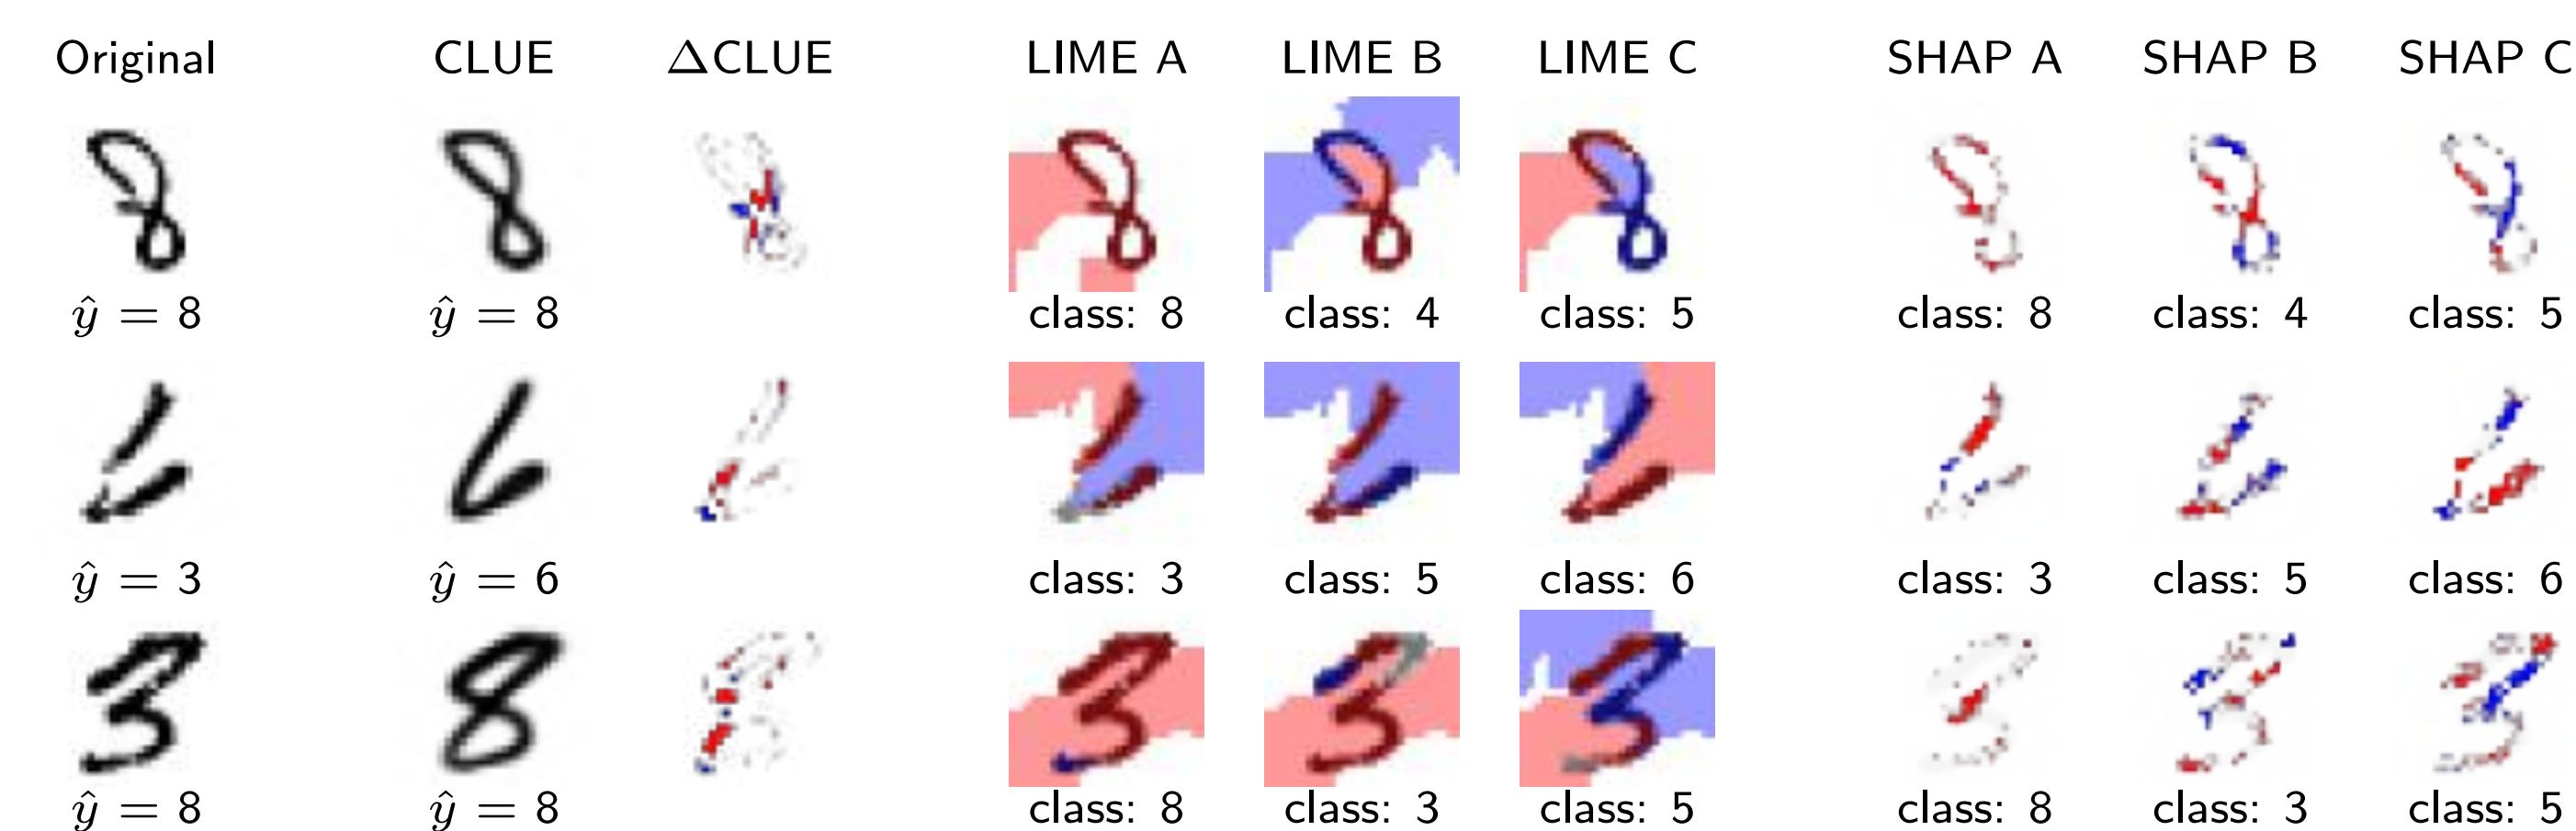 Original CLUE ΔCLUE LIME A LIME B LIME C SHAP A SHAP B SHAP C
ŷ = 8 ŷ = 8 class: 8 class: 4 class: 5 class: 8 class: 4 class: 5
ŷ = 3 ŷ = 6 class: 3 class: 5 class: 6 class: 3 class: 5 class: 6
ŷ = 8 ŷ = 8 class: 8 class: 3 class: 5 class: 8 class: 3 class: 5